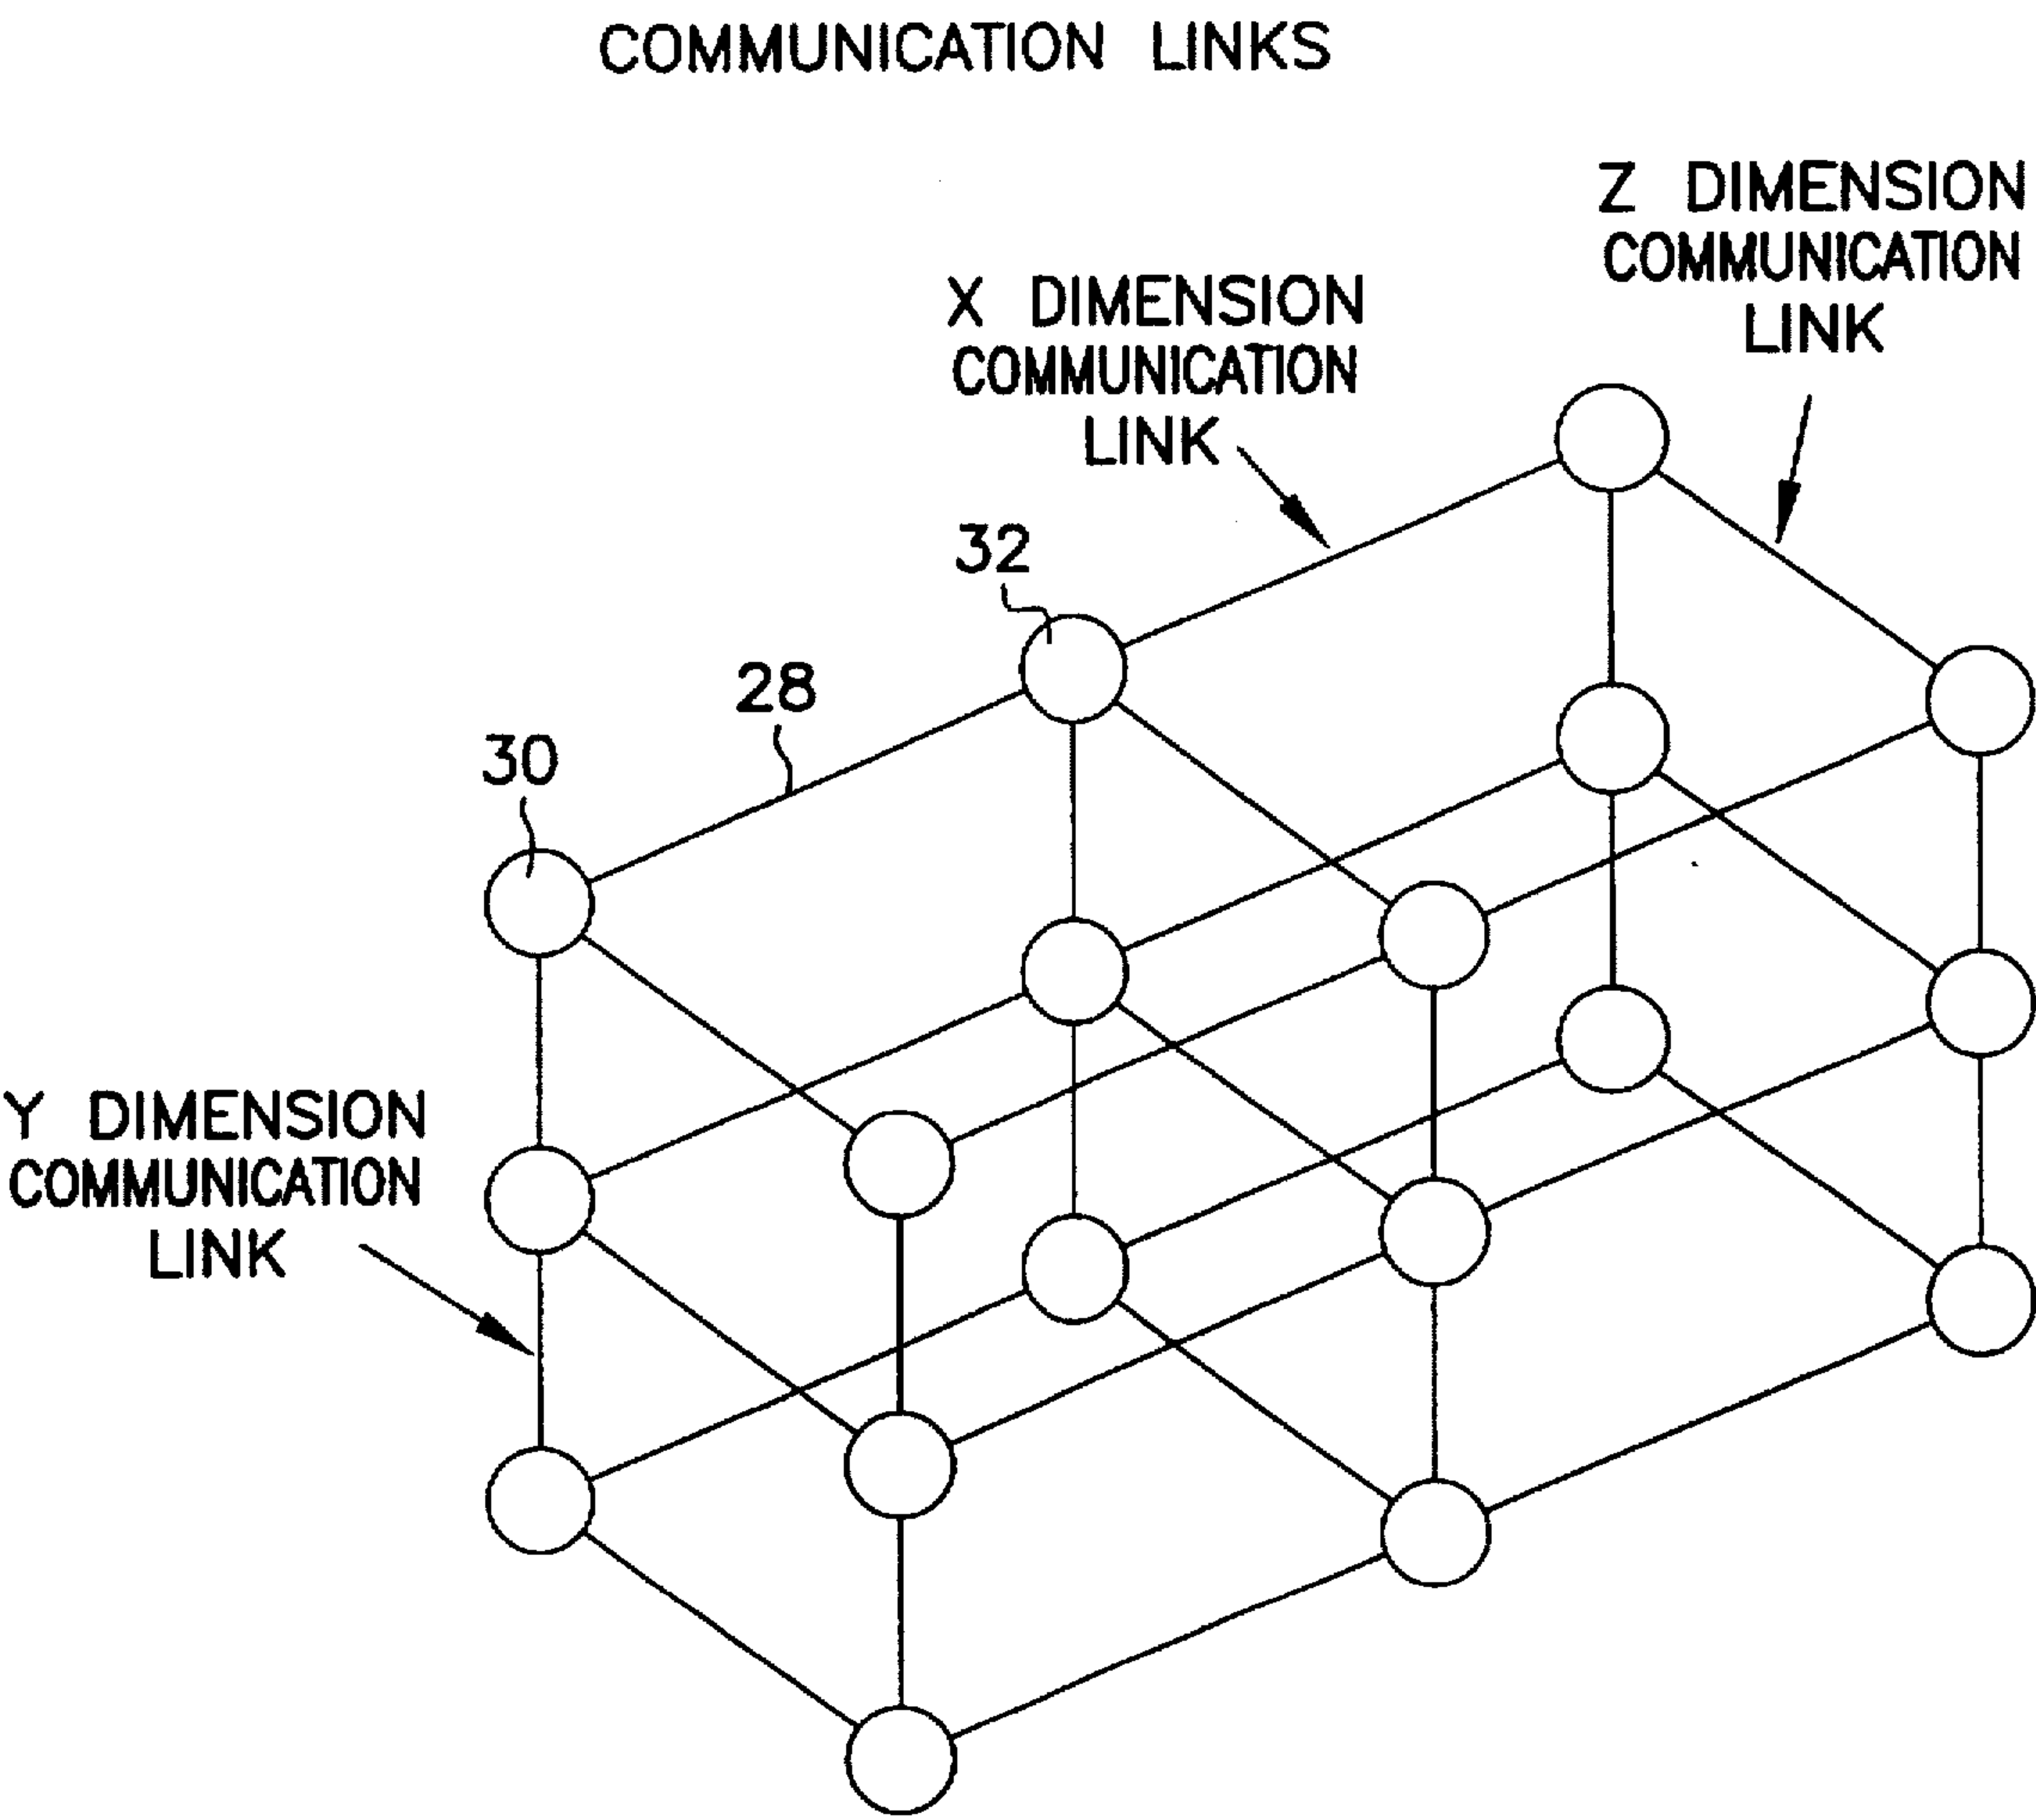 COMMUNICATION LINKS
Z DIMENSION
COMMUNICATION
LINK
X DIMENSION
COMMUNICATION
LINK
32
28
30
Y DIMENSION
COMMUNICATION
LINK